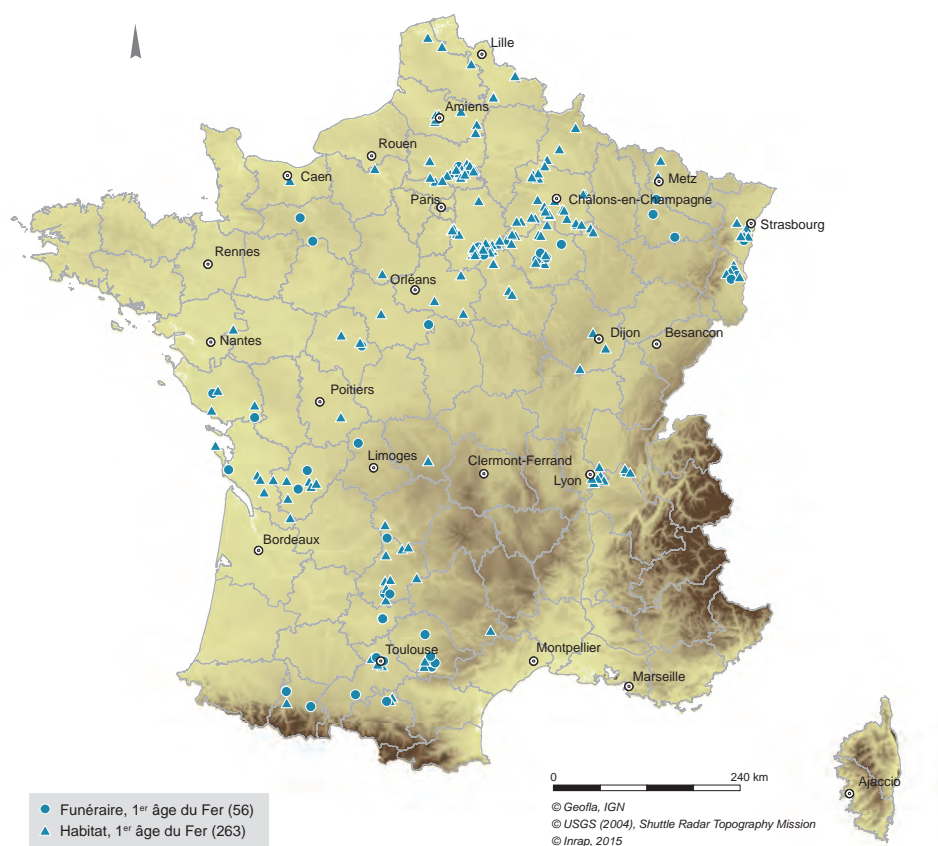 Lille
Amiens
Rouen
Caen
Metz
Châlons-en-Champagne
Paris
Strasbourg
Rennes
Orléans
Dijon
Besancon
Nantes
Poitiers
Limoges
Clermont-Ferrand
Lyon
Bordeaux
Toulouse
Montpellier
Marseille
Ajaccio
0 240 km
Funéraire, 1er âge du Fer (56)
Habitat, 1er âge du Fer (263)
© Geofla, IGN
© USGS (2004), Shuttle Radar Topography Mission
© Inrap, 2015